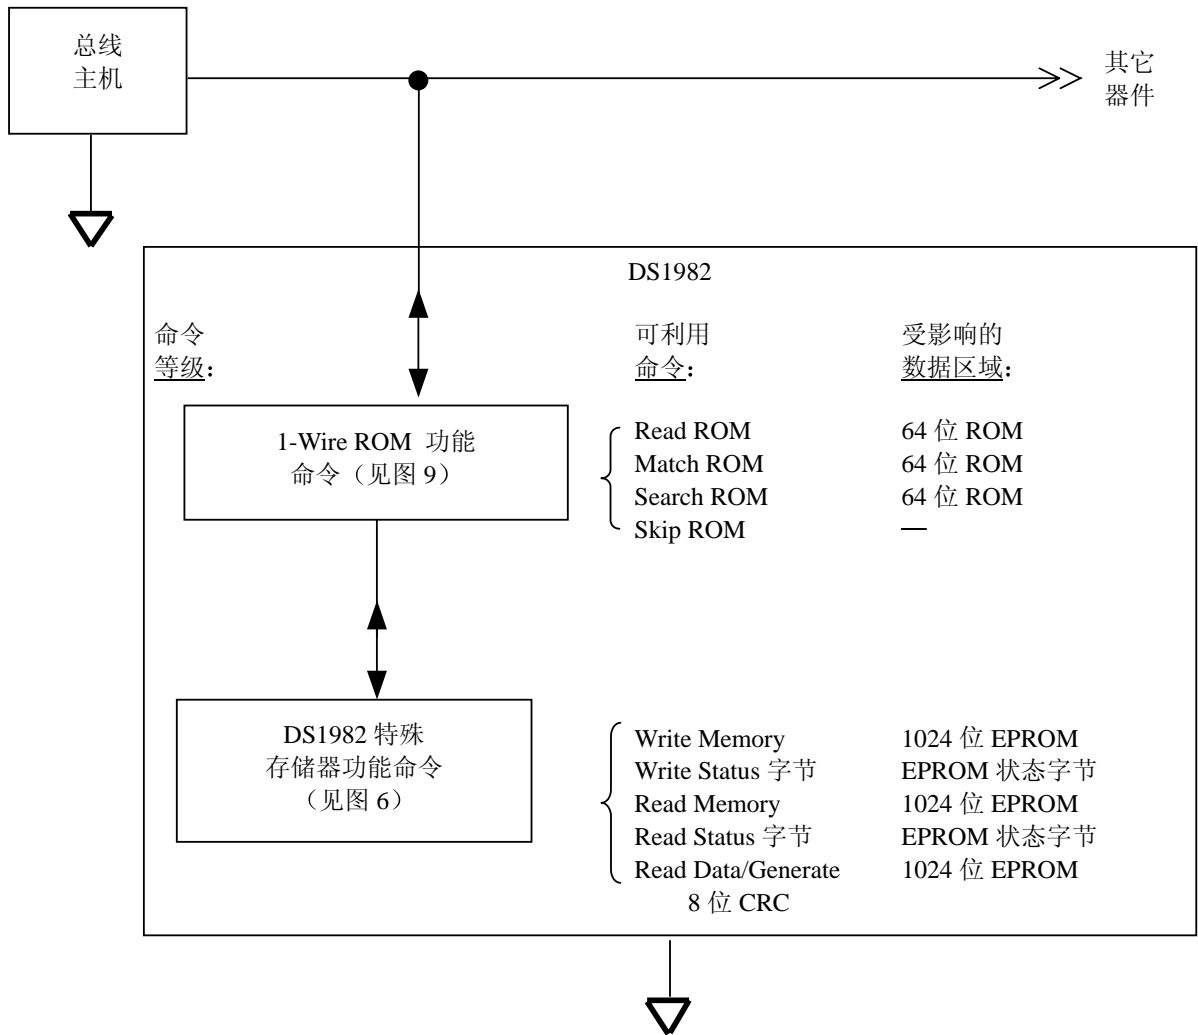 总线
主机
其它
器件
DS1982
命令
等级：
可利用
命令：
受影响的
数据区域：
1-Wire ROM 功能
命令（见图 9）
Read ROM 64 位 ROM
Match ROM 64 位 ROM
Search ROM 64 位 ROM
Skip ROM —
DS1982 特殊
存储器功能命令
（见图 6）
Write Memory 1024 位 EPROM
Write Status 字节 EPROM 状态字节
Read Memory 1024 位 EPROM
Read Status 字节 EPROM 状态字节
Read Data/Generate 1024 位 EPROM
8 位 CRC